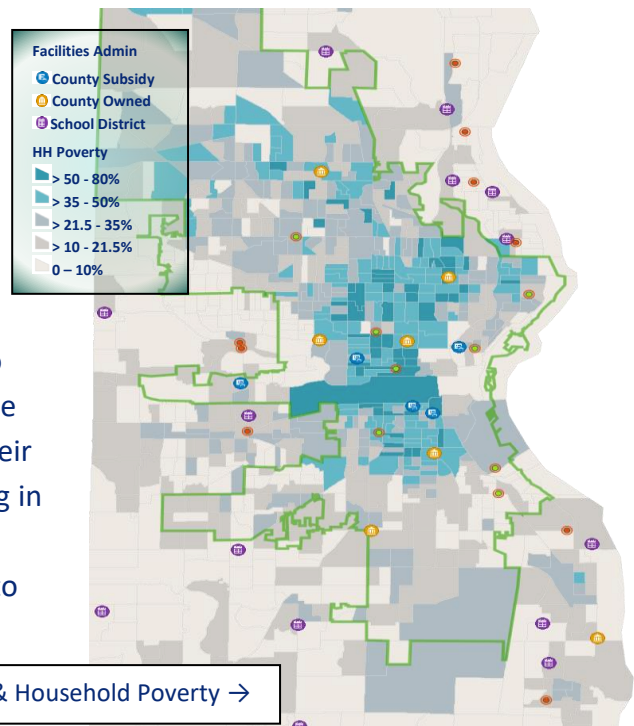 Facilities Admin
County Subsidy
County Owned
School District
HH Poverty
> 50 - 80%
> 35 - 50%
> 21.5 - 35%
> 10 - 21.5%
0 – 10%
eir
g in
to
& Household Poverty →